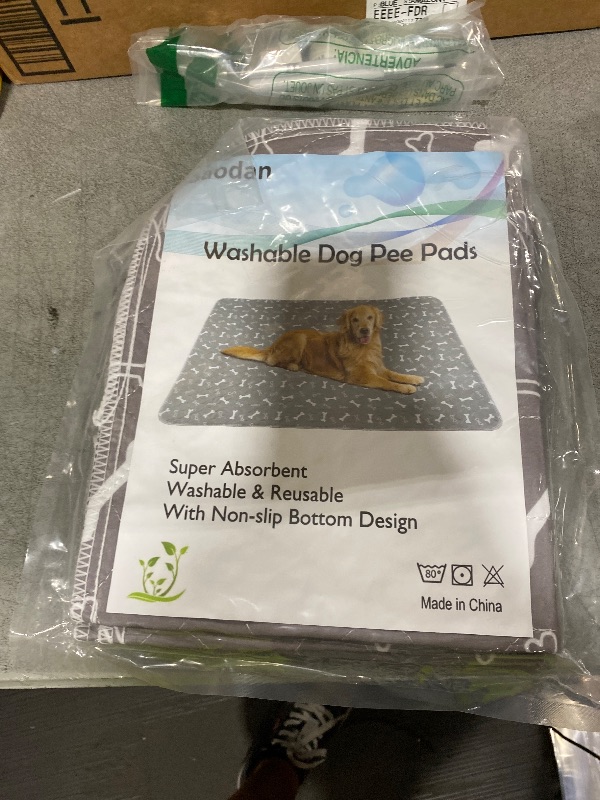 EEEE-FDR
ADVERTENCIA:
odan
Washable Dog Pee Pads
Super Absorbent
Washable & Reusable
With Non-slip Bottom Design
80°
Made in China